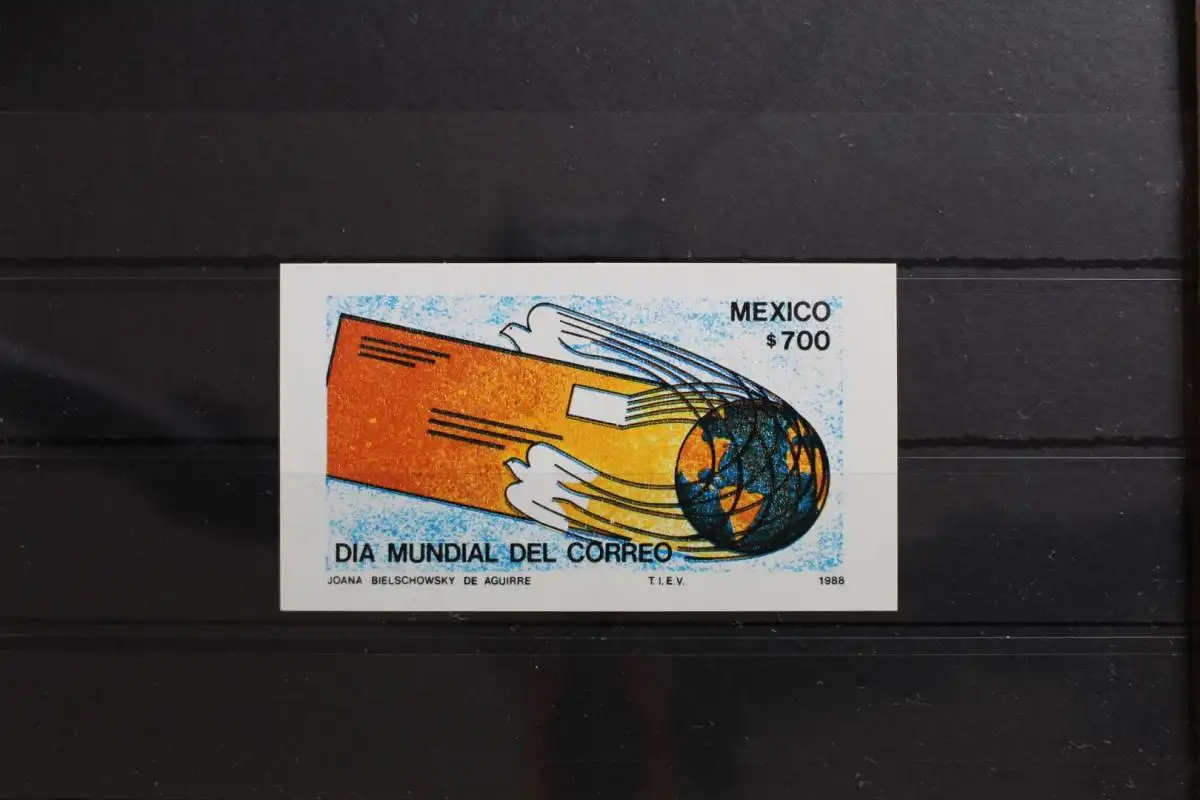 MEXICO
$700
DIA MUNDIAL DEL CORREO
JOANA BIELSCHOWSKY DE AGUIRRE T.I.E.V. 1988